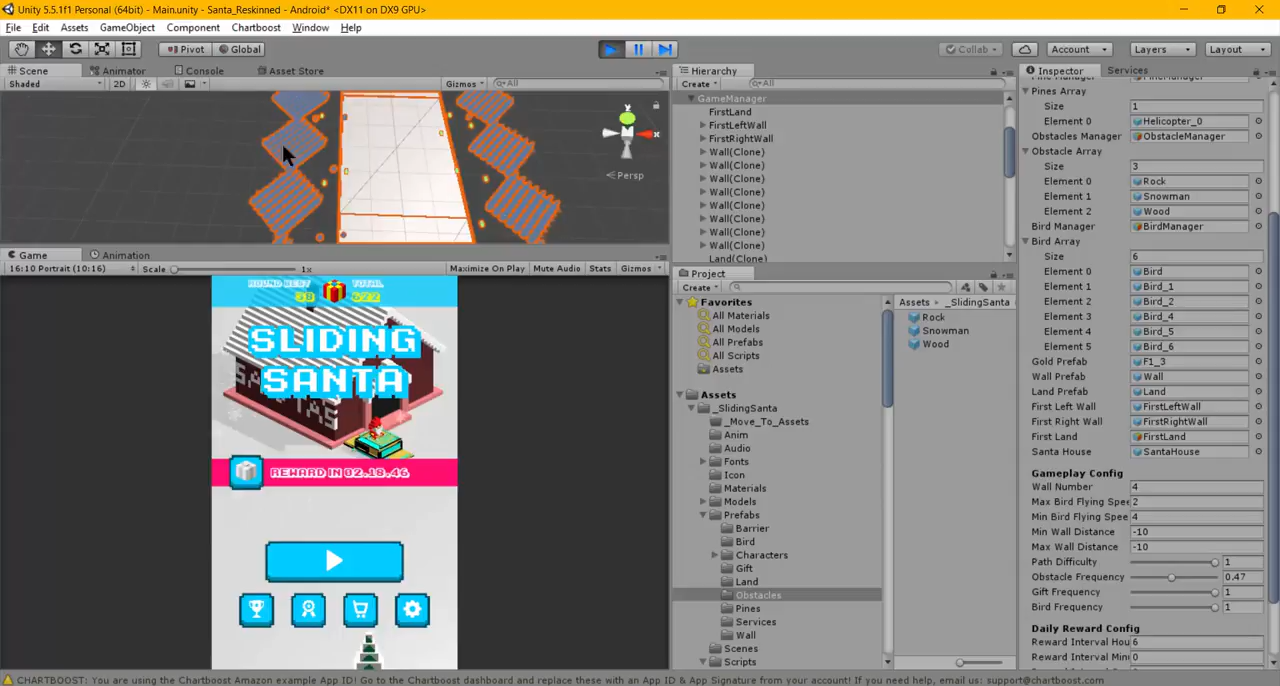 Unity 5.5.1f1 Personal (64bit) - Main.unity - Santa_Reskinned - Android* <DX11 on DX9 GPU>
File Edit Assets GameObject Component Chartboost Window Help
Pivot Global Collab Account Layers Layout
Scene Animator Console Asset Store
Shaded 2D Gizmos All
y
x
Persp
Game Animation
16:10 Portrait (10:16) Scale 1x Maximize On Play Mute Audio Stats Gizmos
ROUND BEST TOTAL
38 622
SLIDING
SANTA
REWARD IN 02.18.46
Hierarchy
Create All
GameManager
FirstLand
FirstLeftWall
FirstRightWall
Wall(Clone)
Wall(Clone)
Wall(Clone)
Wall(Clone)
Wall(Clone)
Wall(Clone)
Wall(Clone)
Wall(Clone)
Land(Clone)
Project
Create
Favorites
All Materials
All Models
All Prefabs
All Scripts
Assets
Assets
_SlidingSanta
_Move_To_Assets
Anim
Audio
Fonts
Icon
Materials
Models
Prefabs
Barrier
Bird
Characters
Gift
Land
Obstacles
Pines
Services
Wall
Scenes
Scripts
Assets _SlidingSanta
Rock
Snowman
Wood
Inspector Services
Pines Array
Size 1
Element 0 Helicopter_0
Obstacles Manager ObstacleManager
Obstacle Array
Size 3
Element 0 Rock
Element 1 Snowman
Element 2 Wood
Bird Manager BirdManager
Bird Array
Size 6
Element 0 Bird
Element 1 Bird_1
Element 2 Bird_2
Element 3 Bird_4
Element 4 Bird_5
Element 5 Bird_6
Gold Prefab F1_3
Wall Prefab Wall
Land Prefab Land
First Left Wall FirstLeftWall
First Right Wall FirstRightWall
First Land FirstLand
Santa House SantaHouse
Gameplay Config
Wall Number 4
Max Bird Flying Spee 2
Min Bird Flying Spee 4
Min Wall Distance -10
Max Wall Distance -10
Path Difficulty 1
Obstacle Frequency 0.47
Gift Frequency 1
Bird Frequency 1
Daily Reward Config
Reward Interval Hou 6
Reward Interval Minu 0
CHARTBOOST: You are using the Chartboost Amazon example App ID! Go to the Chartboost dashboard and replace these with an App ID & App Signature from your account! If you need help, email us: support@chartboost.com